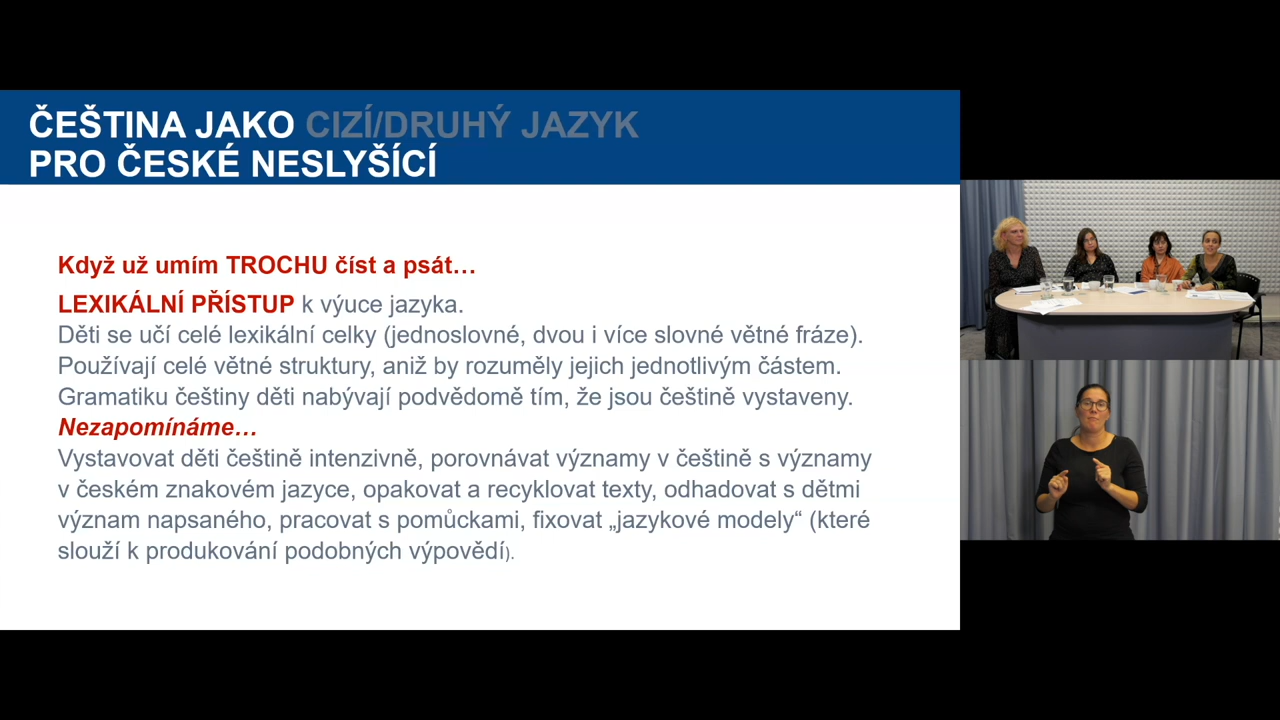 ČEŠTINA JAKO CIZÍ/DRUHÝ JAZYK
PRO ČESKÉ NESLYŠÍCÍ
Když už umím TROCHU číst a psát…
LEXIKÁLNÍ PŘÍSTUP k výuce jazyka.
Děti se učí celé lexikální celky (jednoslovné, dvou i více slovné větné fráze).
Používají celé větné struktury, aniž by rozuměly jejich jednotlivým částem.
Gramatiku češtiny děti nabývají podvědomě tím, že jsou češtině vystaveny.
Nezapomínáme…
Vystavovat děti češtině intenzivně, porovnávat významy v češtině s významy
v českém znakovém jazyce, opakovat a recyklovat texty, odhadovat s dětmi
význam napsaného, pracovat s pomůckami, fixovat „jazykové modely“ (které
slouží k produkování podobných výpovědí).